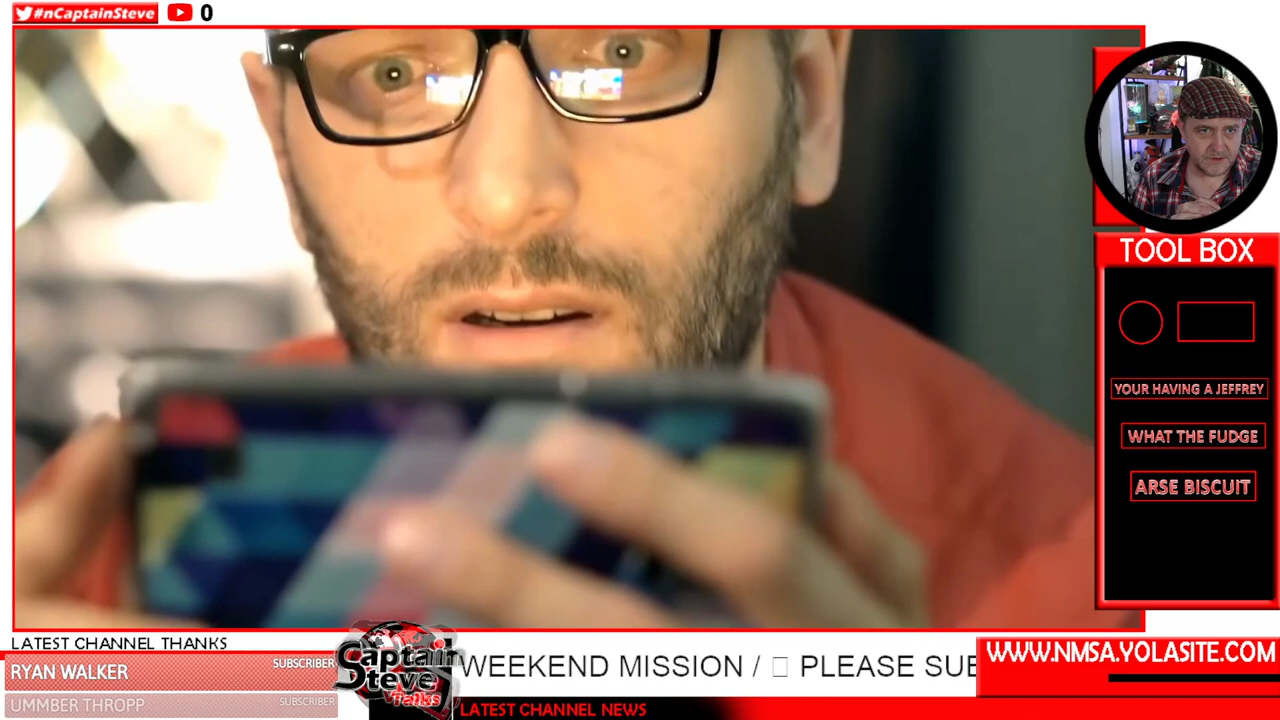 #nCaptainSteve
0
TOOL BOX
YOUR HAVING A JEFFREY
WHAT THE FUDGE
ARSE BISCUIT
LATEST CHANNEL THANKS
RYAN WALKER
SUBSCRIBER
UMMBER THROPP
SUBSCRIBER
Captain
Steve
Talks
WEEKEND MISSION / PLEASE SUB
WWW.NMSA.YOLASITE.COM
LATEST CHANNEL NEWS